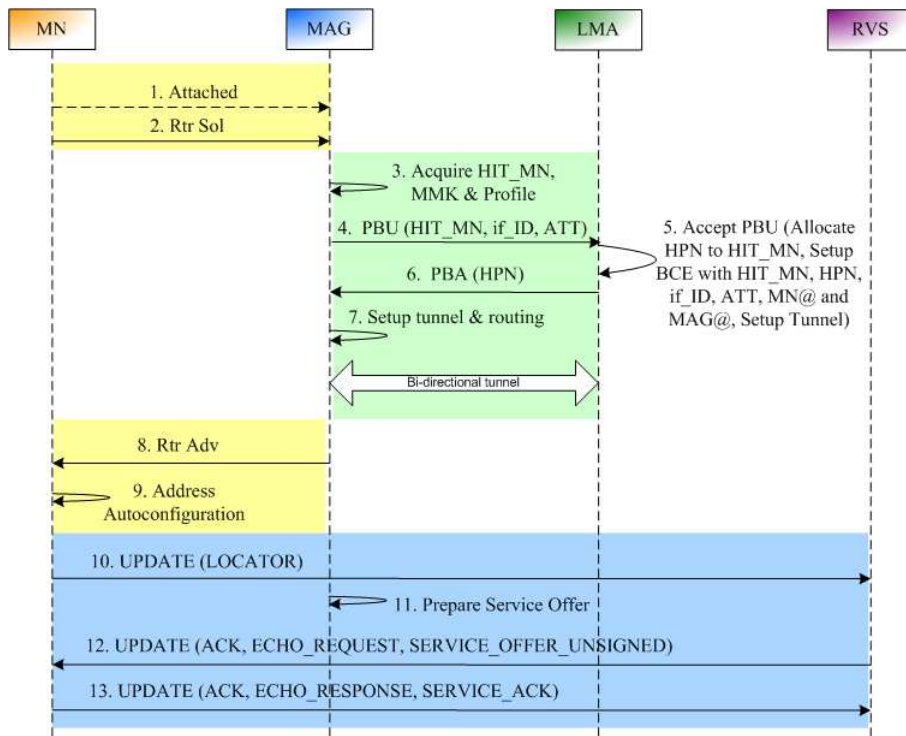 MN
MAG
LMA
RVS
1. Attached
2. Rtr Sol
3. Acquire HIT_MN,
MMK & Profile
4. PBU (HIT_MN, if_ID, ATT)
5. Accept PBU (Allocate
HPN to HIT_MN, Setup
BCE with HIT_MN, HPN,
if_ID, ATT, MN@ and
MAG@, Setup Tunnel)
6. PBA (HPN)
7. Setup tunnel & routing
Bi-directional tunnel
8. Rtr Adv
9. Address
Autoconfiguration
10. UPDATE (LOCATOR)
11. Prepare Service Offer
12. UPDATE (ACK, ECHO_REQUEST, SERVICE_OFFER_UNSIGNED)
13. UPDATE (ACK, ECHO_RESPONSE, SERVICE_ACK)